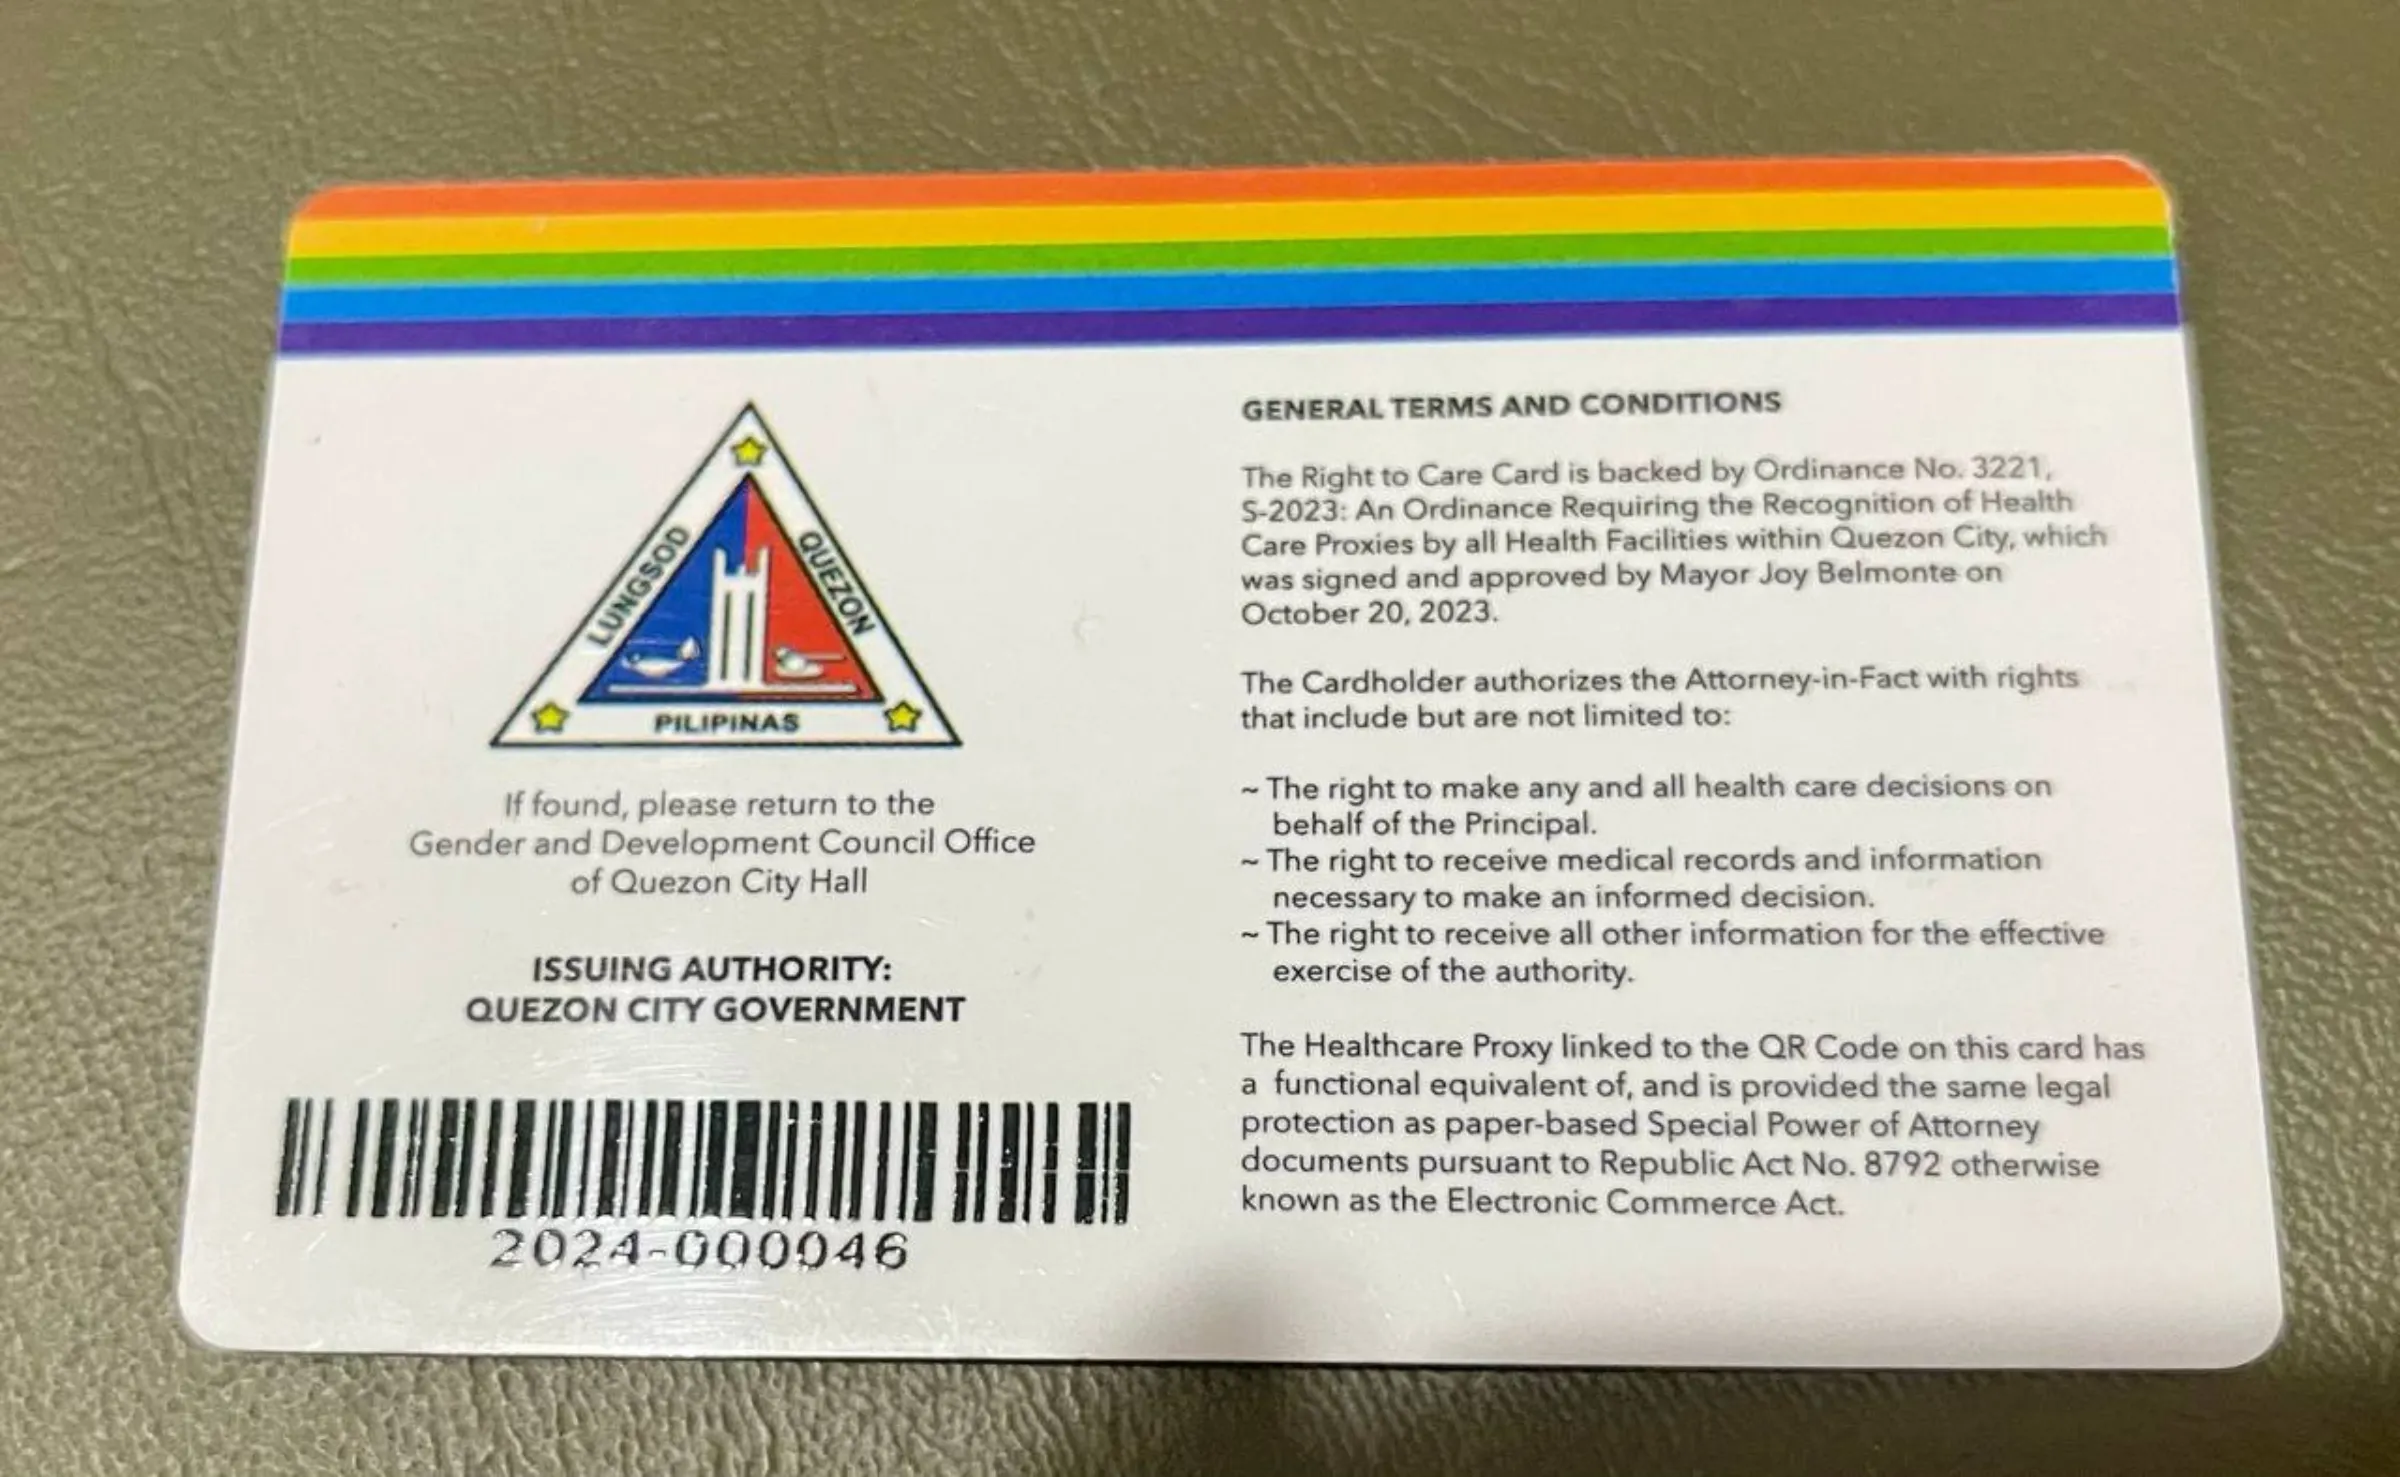 LUNGSOD
QUEZON
PILIPINAS
If found, please return to the
Gender and Development Council Office
of Quezon City Hall
ISSUING AUTHORITY:
QUEZON CITY GOVERNMENT
2024-000046
GENERAL TERMS AND CONDITIONS
The Right to Care Card is backed by Ordinance No. 3221,
S-2023: An Ordinance Requiring the Recognition of Health
Care Proxies by all Health Facilities within Quezon City, which
was signed and approved by Mayor Joy Belmonte on
October 20, 2023.
The Cardholder authorizes the Attorney-in-Fact with rights
that include but are not limited to:
~ The right to make any and all health care decisions on
behalf of the Principal.
~ The right to receive medical records and information
necessary to make an informed decision.
~ The right to receive all other information for the effective
exercise of the authority.
The Healthcare Proxy linked to the QR Code on this card has
a functional equivalent of, and is provided the same legal
protection as paper-based Special Power of Attorney
documents pursuant to Republic Act No. 8792 otherwise
known as the Electronic Commerce Act.